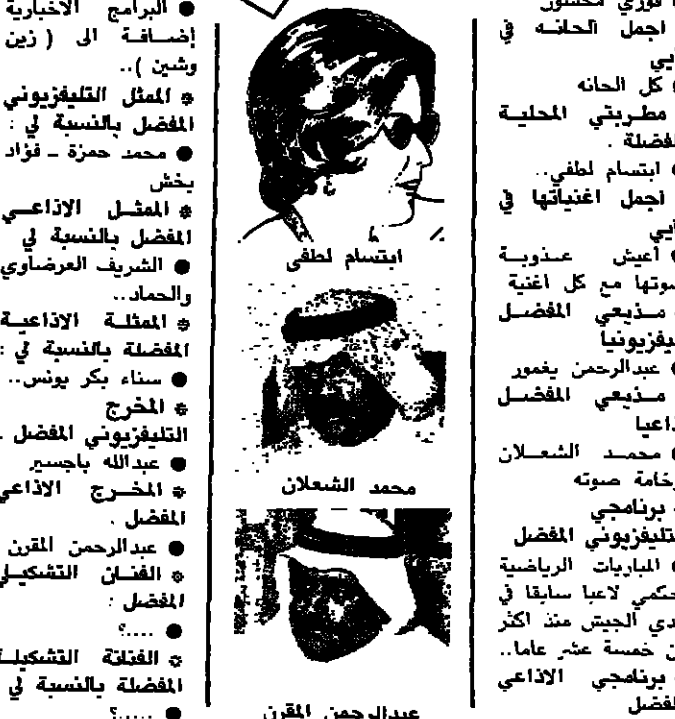 فوزي محسون
اجمل الحانه في
كل الحانه
مطربتي المحلية
المفضلة .
ابتسام لطفي..
اجمل اغنياتها في
أعيش عذوبة
صوتها مع كل اغنية
مذيعي المفضل
تليفزيونيا
عبدالرحمن يغمور
مذيعي المفضل
اذاعيا
محمد الشعلان
برنامجي
التليفزيوني المفضل
المباريات الرياضية
لاعبا سابقا في
الجيش منذ اكثر
من خمسة عشر عاما..
برنامجي الاذاعي
المفضل
ابتسام لطفى
محمد الشعلان
عبدالرحمن المقرن
● البرامج الاخبارية
إضافة الى ( زين
وشين )..
* الممثل التليفزيوني
المفضل بالنسبة لي :
● محمد حمزة ـ فؤاد
بخش
* الممثل الاذاعي
المفضل بالنسبة لي
● الشريف العرضاوي
والحماد..
* الممثلة الاذاعية
المفضلة بالنسبة لي :
● سناء بكر يونس..
* المخرج
التليفزيوني المفضل .
● عبدالله باجسير
* المخرج الاذاعي
المفضل .
● عبدالرحمن المقرن
* الفنان التشكيلي
المفضل :
● ....؟
* الفنانة التشكيلية
المفضلة بالنسبة لي
● .....؟